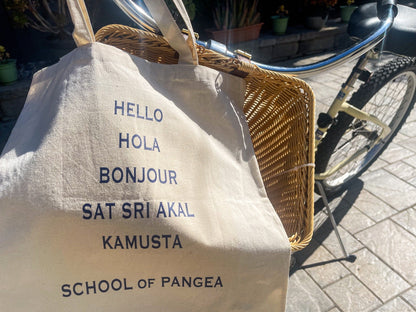 HELLO
HOLA
BONJOUR
SAT SRI AKAL
KAMUSTA
SCHOOL OF PANGEA